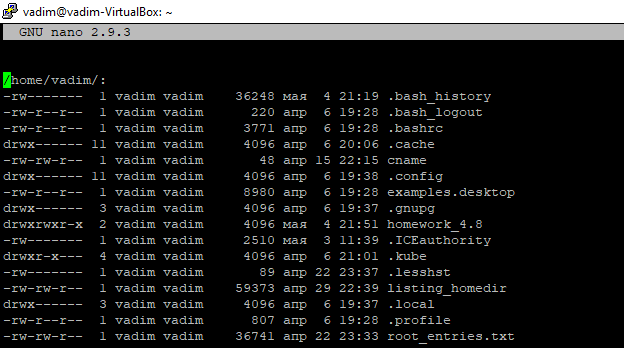 vadim@vadim-VirtualBox: ~
GNU nano 2.9.3
/home/vadim/:
-rw------- 1 vadim vadim 36248 мая 4 21:19 .bash_history
-rw-r--r-- 1 vadim vadim 220 апр 6 19:28 .bash_logout
-rw-r--r-- 1 vadim vadim 3771 апр 6 19:28 .bashrc
drwx------ 11 vadim vadim 4096 апр 6 20:06 .cache
-rw-rw-r-- 1 vadim vadim 48 апр 15 22:15 cname
drwx------ 11 vadim vadim 4096 апр 6 19:38 .config
-rw-r--r-- 1 vadim vadim 8980 апр 6 19:28 examples.desktop
drwx------ 3 vadim vadim 4096 апр 6 19:37 .gnupg
drwxrwxr-x 2 vadim vadim 4096 мая 4 21:51 homework_4.8
-rw------- 1 vadim vadim 2510 мая 3 11:39 .ICEauthority
drwxr-x--- 4 vadim vadim 4096 апр 6 21:01 .kube
-rw------- 1 vadim vadim 89 апр 22 23:37 .lesshst
-rw-rw-r-- 1 vadim vadim 59373 апр 29 22:39 listing_homedir
drwx------ 3 vadim vadim 4096 апр 6 19:37 .local
-rw-r--r-- 1 vadim vadim 807 апр 6 19:28 .profile
-rw-rw-r-- 1 vadim vadim 36741 апр 22 23:33 root_entries.txt